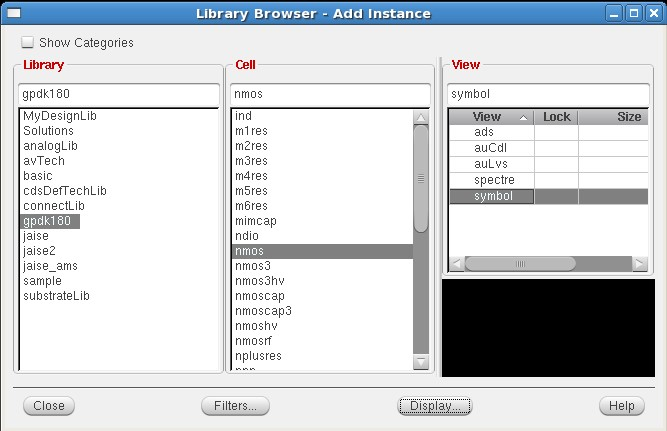 Library Browser - Add Instance
Show Categories
Library
gpdk180
MyDesignLib
Solutions
analogLib
avTech
basic
cdsDefTechLib
connectLib
gpdk180
jaise
jaise2
jaise_ams
sample
substrateLib
Cell
nmos
ind
m1res
m2res
m3res
m4res
m5res
m6res
mimcap
ndio
nmos
nmos3
nmos3hv
nmoscap
nmoscap3
nmoshv
nmosrf
nplusres
View
symbol
View Lock Size
ads
auCdl
auLvs
spectre
symbol
Close Filters... Display... Help